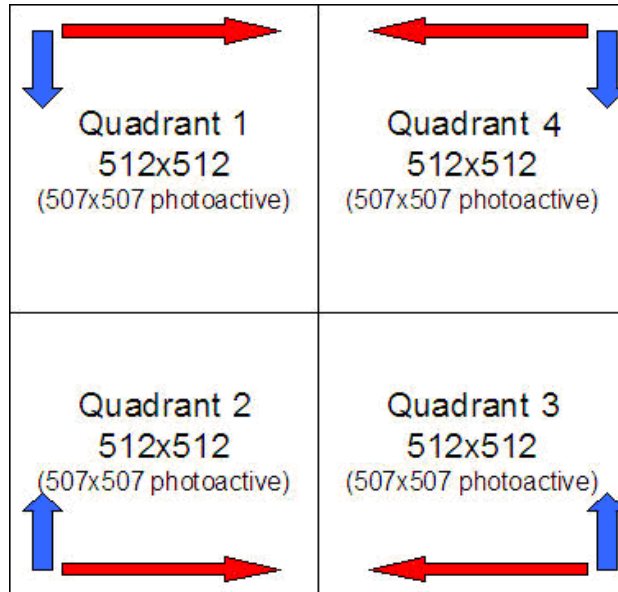 Quadrant 1
512x512
(507x507 photoactive)
Quadrant 4
512x512
(507x507 photoactive)
Quadrant 2
512x512
(507x507 photoactive)
Quadrant 3
512x512
(507x507 photoactive)